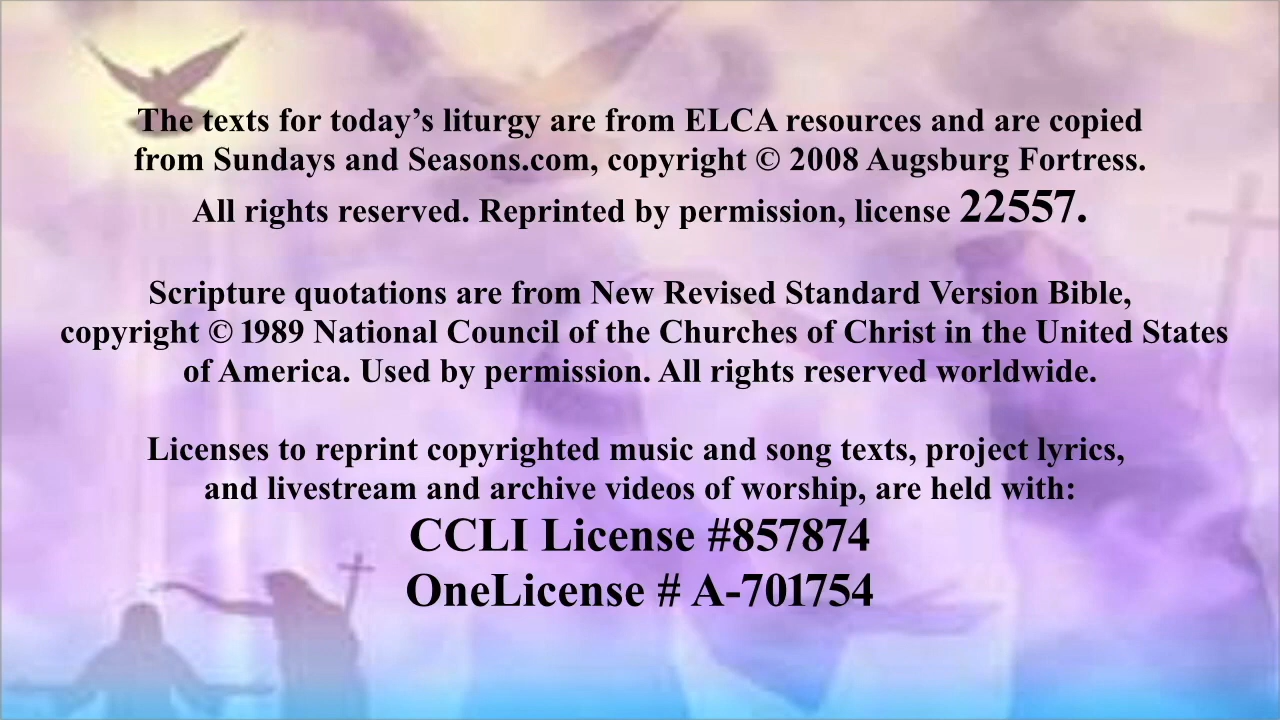 The texts for today’s liturgy are from ELCA resources and are copied
from Sundays and Seasons.com, copyright © 2008 Augsburg Fortress.
All rights reserved. Reprinted by permission, license 22557.
Scripture quotations are from New Revised Standard Version Bible,
copyright © 1989 National Council of the Churches of Christ in the United States
of America. Used by permission. All rights reserved worldwide.
Licenses to reprint copyrighted music and song texts, project lyrics,
and livestream and archive videos of worship, are held with:
CCLI License #857874
OneLicense # A-701754